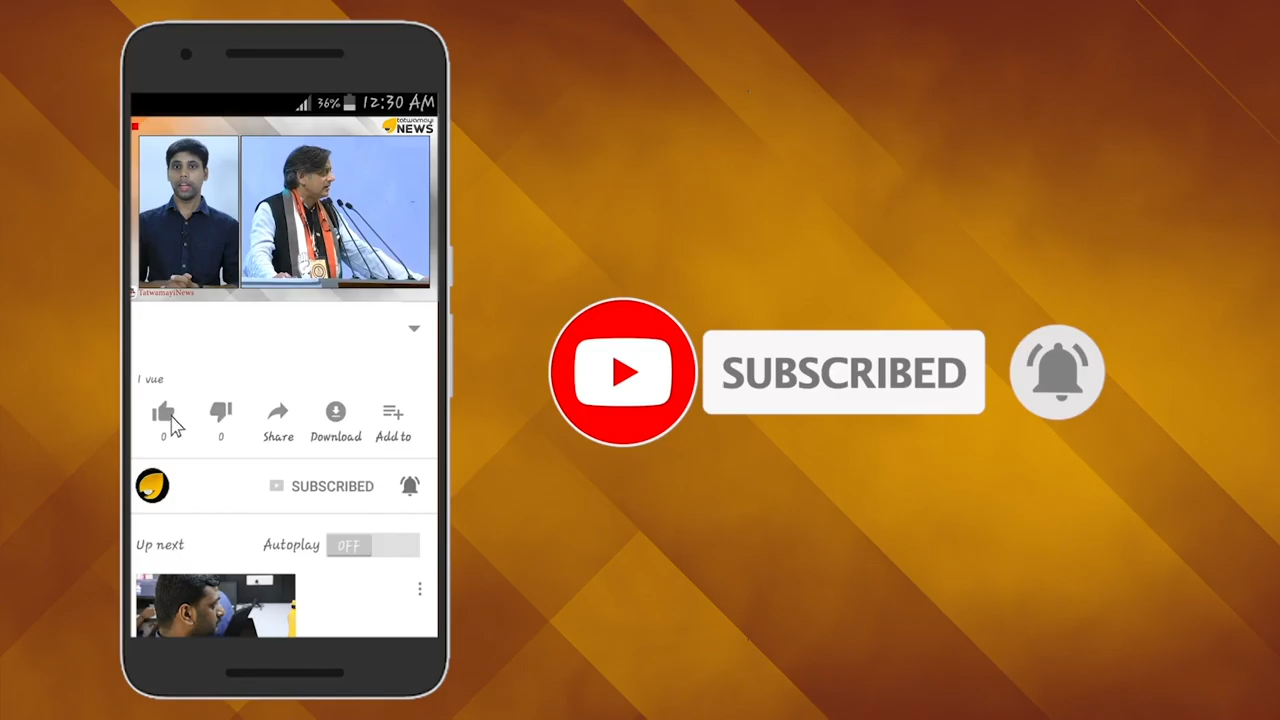 36% 12:30 AM
tatwamayi
NEWS
TatwamayiNews
1 vue
0 0 Share Download Add to
SUBSCRIBED
Up next Autoplay OFF
SUBSCRIBED